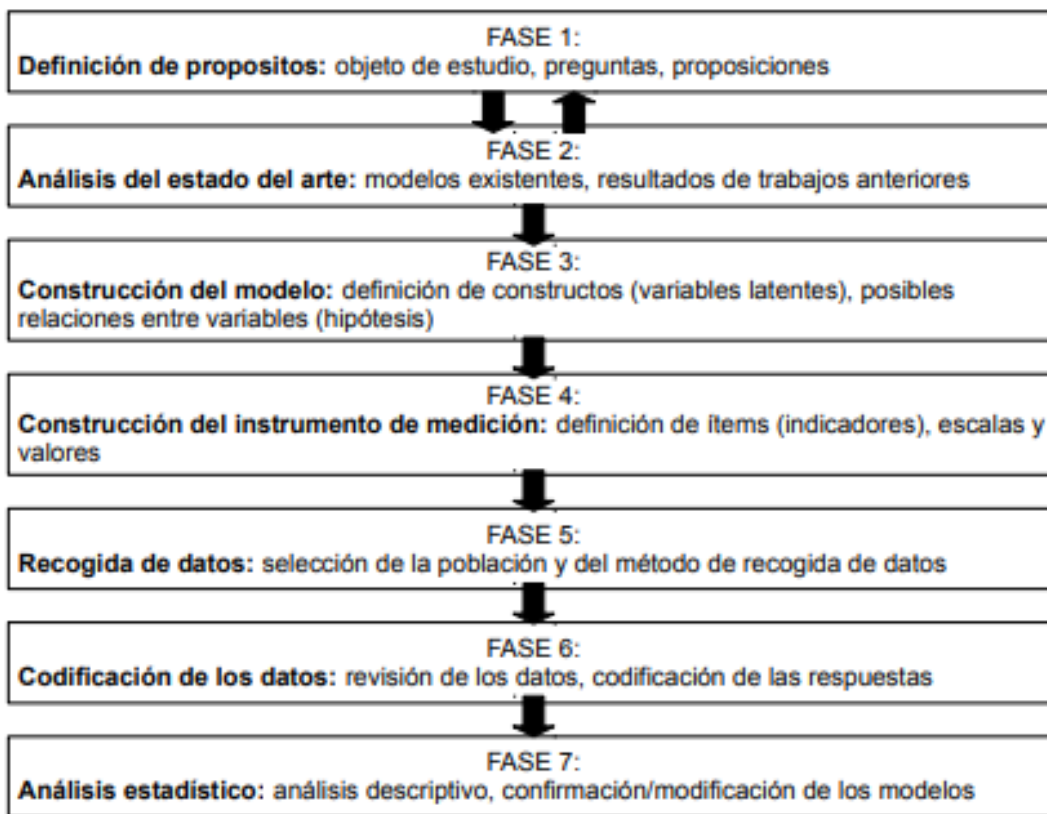 FASE 1:
Definición de propositos: objeto de estudio, preguntas, proposiciones
FASE 2:
Análisis del estado del arte: modelos existentes, resultados de trabajos anteriores
FASE 3:
Construcción del modelo: definición de constructos (variables latentes), posibles
relaciones entre variables (hipótesis)
FASE 4:
Construcción del instrumento de medición: definición de ítems (indicadores), escalas y
valores
FASE 5:
Recogida de datos: selección de la población y del método de recogida de datos
FASE 6:
Codificación de los datos: revisión de los datos, codificación de las respuestas
FASE 7:
Análisis estadístico: análisis descriptivo, confirmación/modificación de los modelos